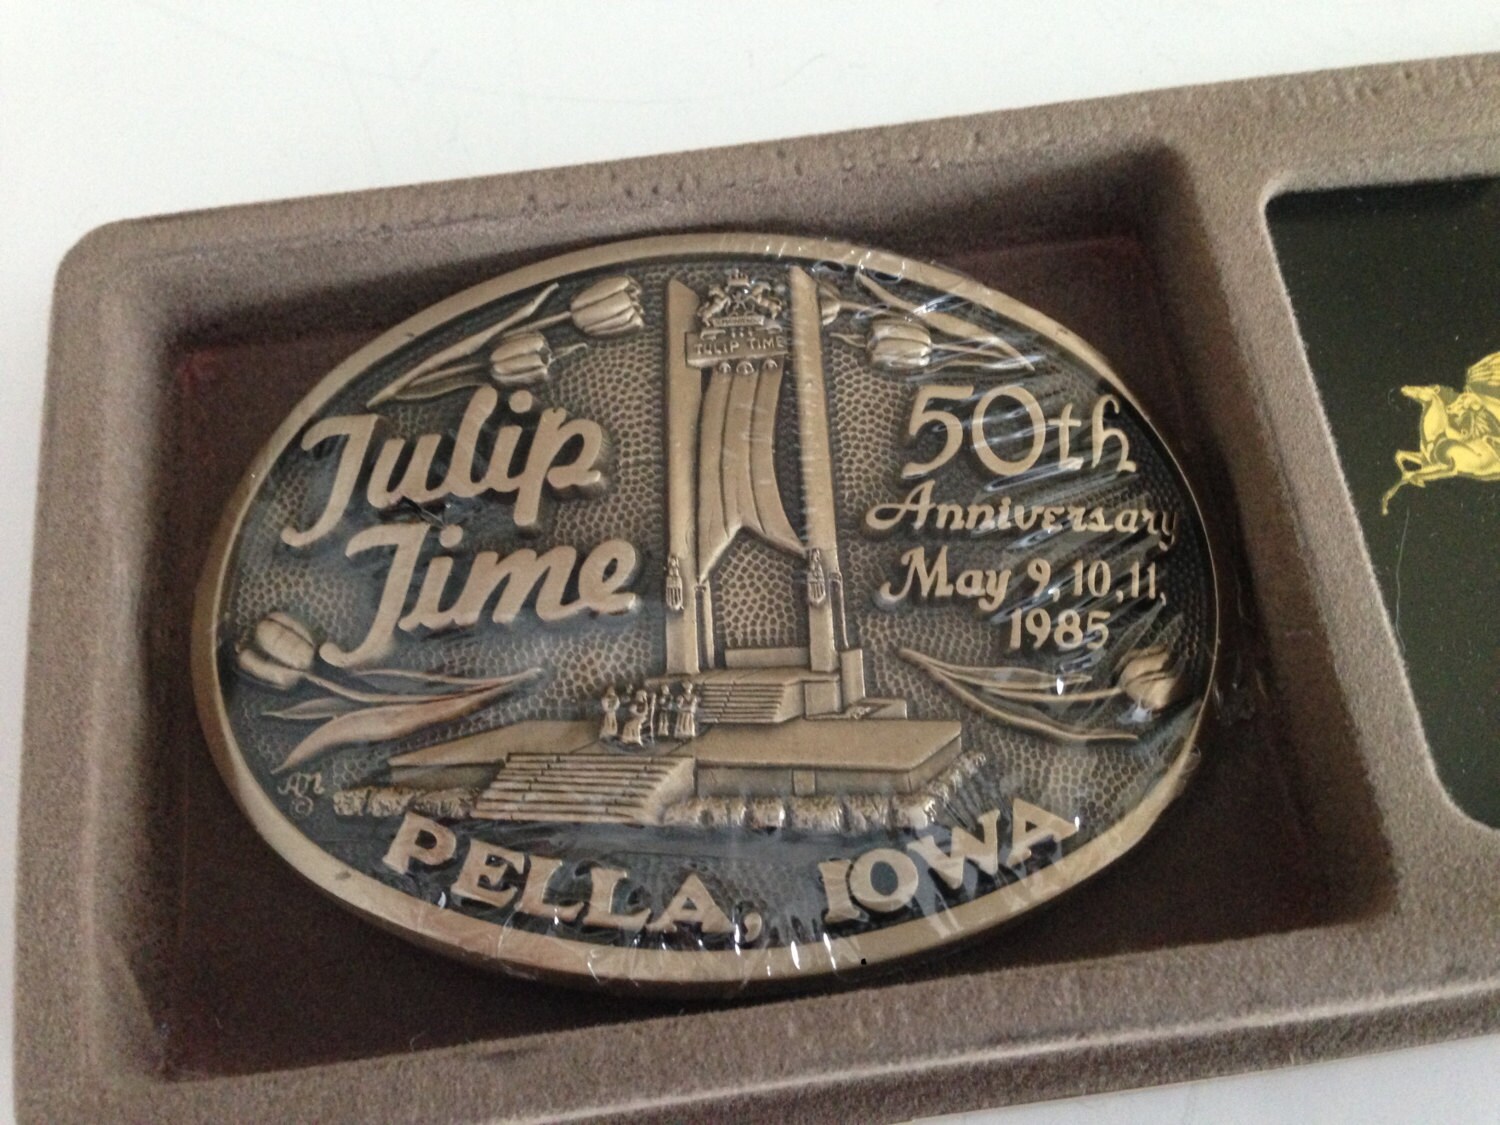 TULIP TIME
Tulip
Time
50th
Anniversary
May 9, 10, 11,
1985
PELLA, IOWA